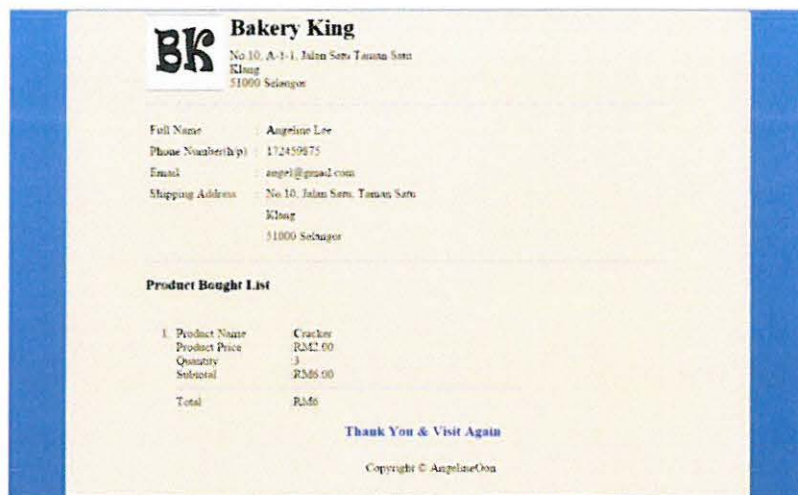 BK
Bakery King
No.10, A-1-1, Jalan Satu Taman Satu
Klang
51000 Selangor
Full Name : Angeline Lee
Phone Number(h/p) : 172459875
Email : angel@gmail.com
Shipping Address : No.10, Jalan Satu, Taman Satu
Klang
51000 Selangor
Product Bought List
1. Product Name Cracker
Product Price RM2.00
Quantity 3
Subtotal RM6.00
Total RM6
Thank You & Visit Again
Copyright © AngelineOon